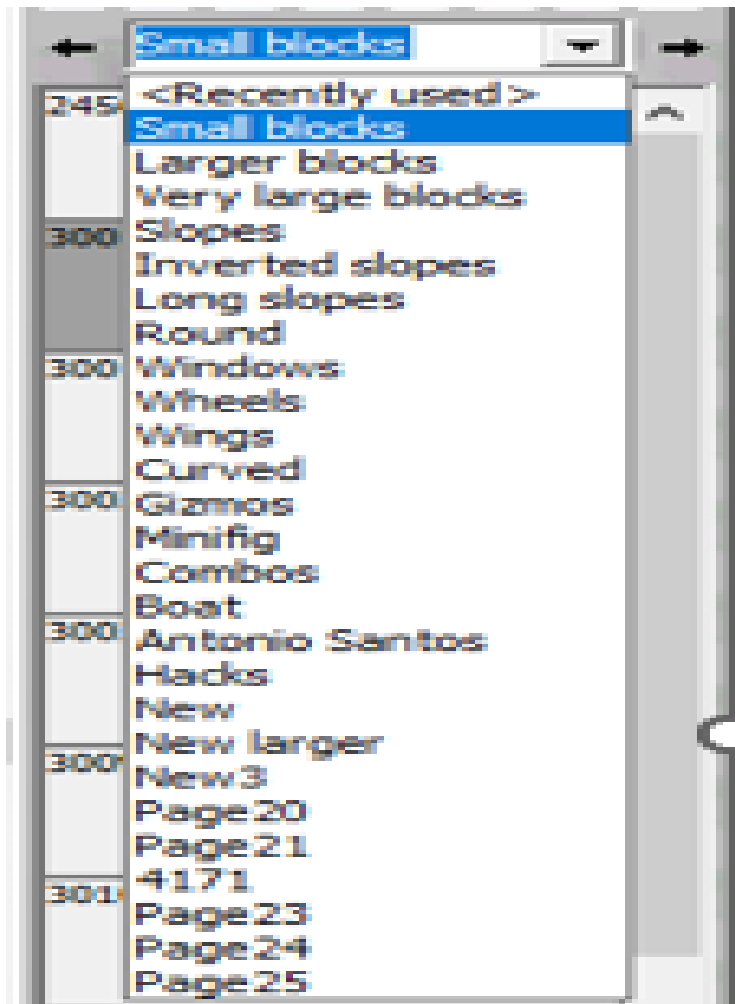 Small blocks
<Recently used>
Small blocks
Larger blocks
Very large blocks
Slopes
Inverted slopes
Long slopes
Round
Windows
Wheels
Wings
Curved
Gizmos
Minifig
Combos
Boat
Antonio Santos
Hacks
New
New larger
New3
Page20
Page21
4171
Page23
Page24
Page25